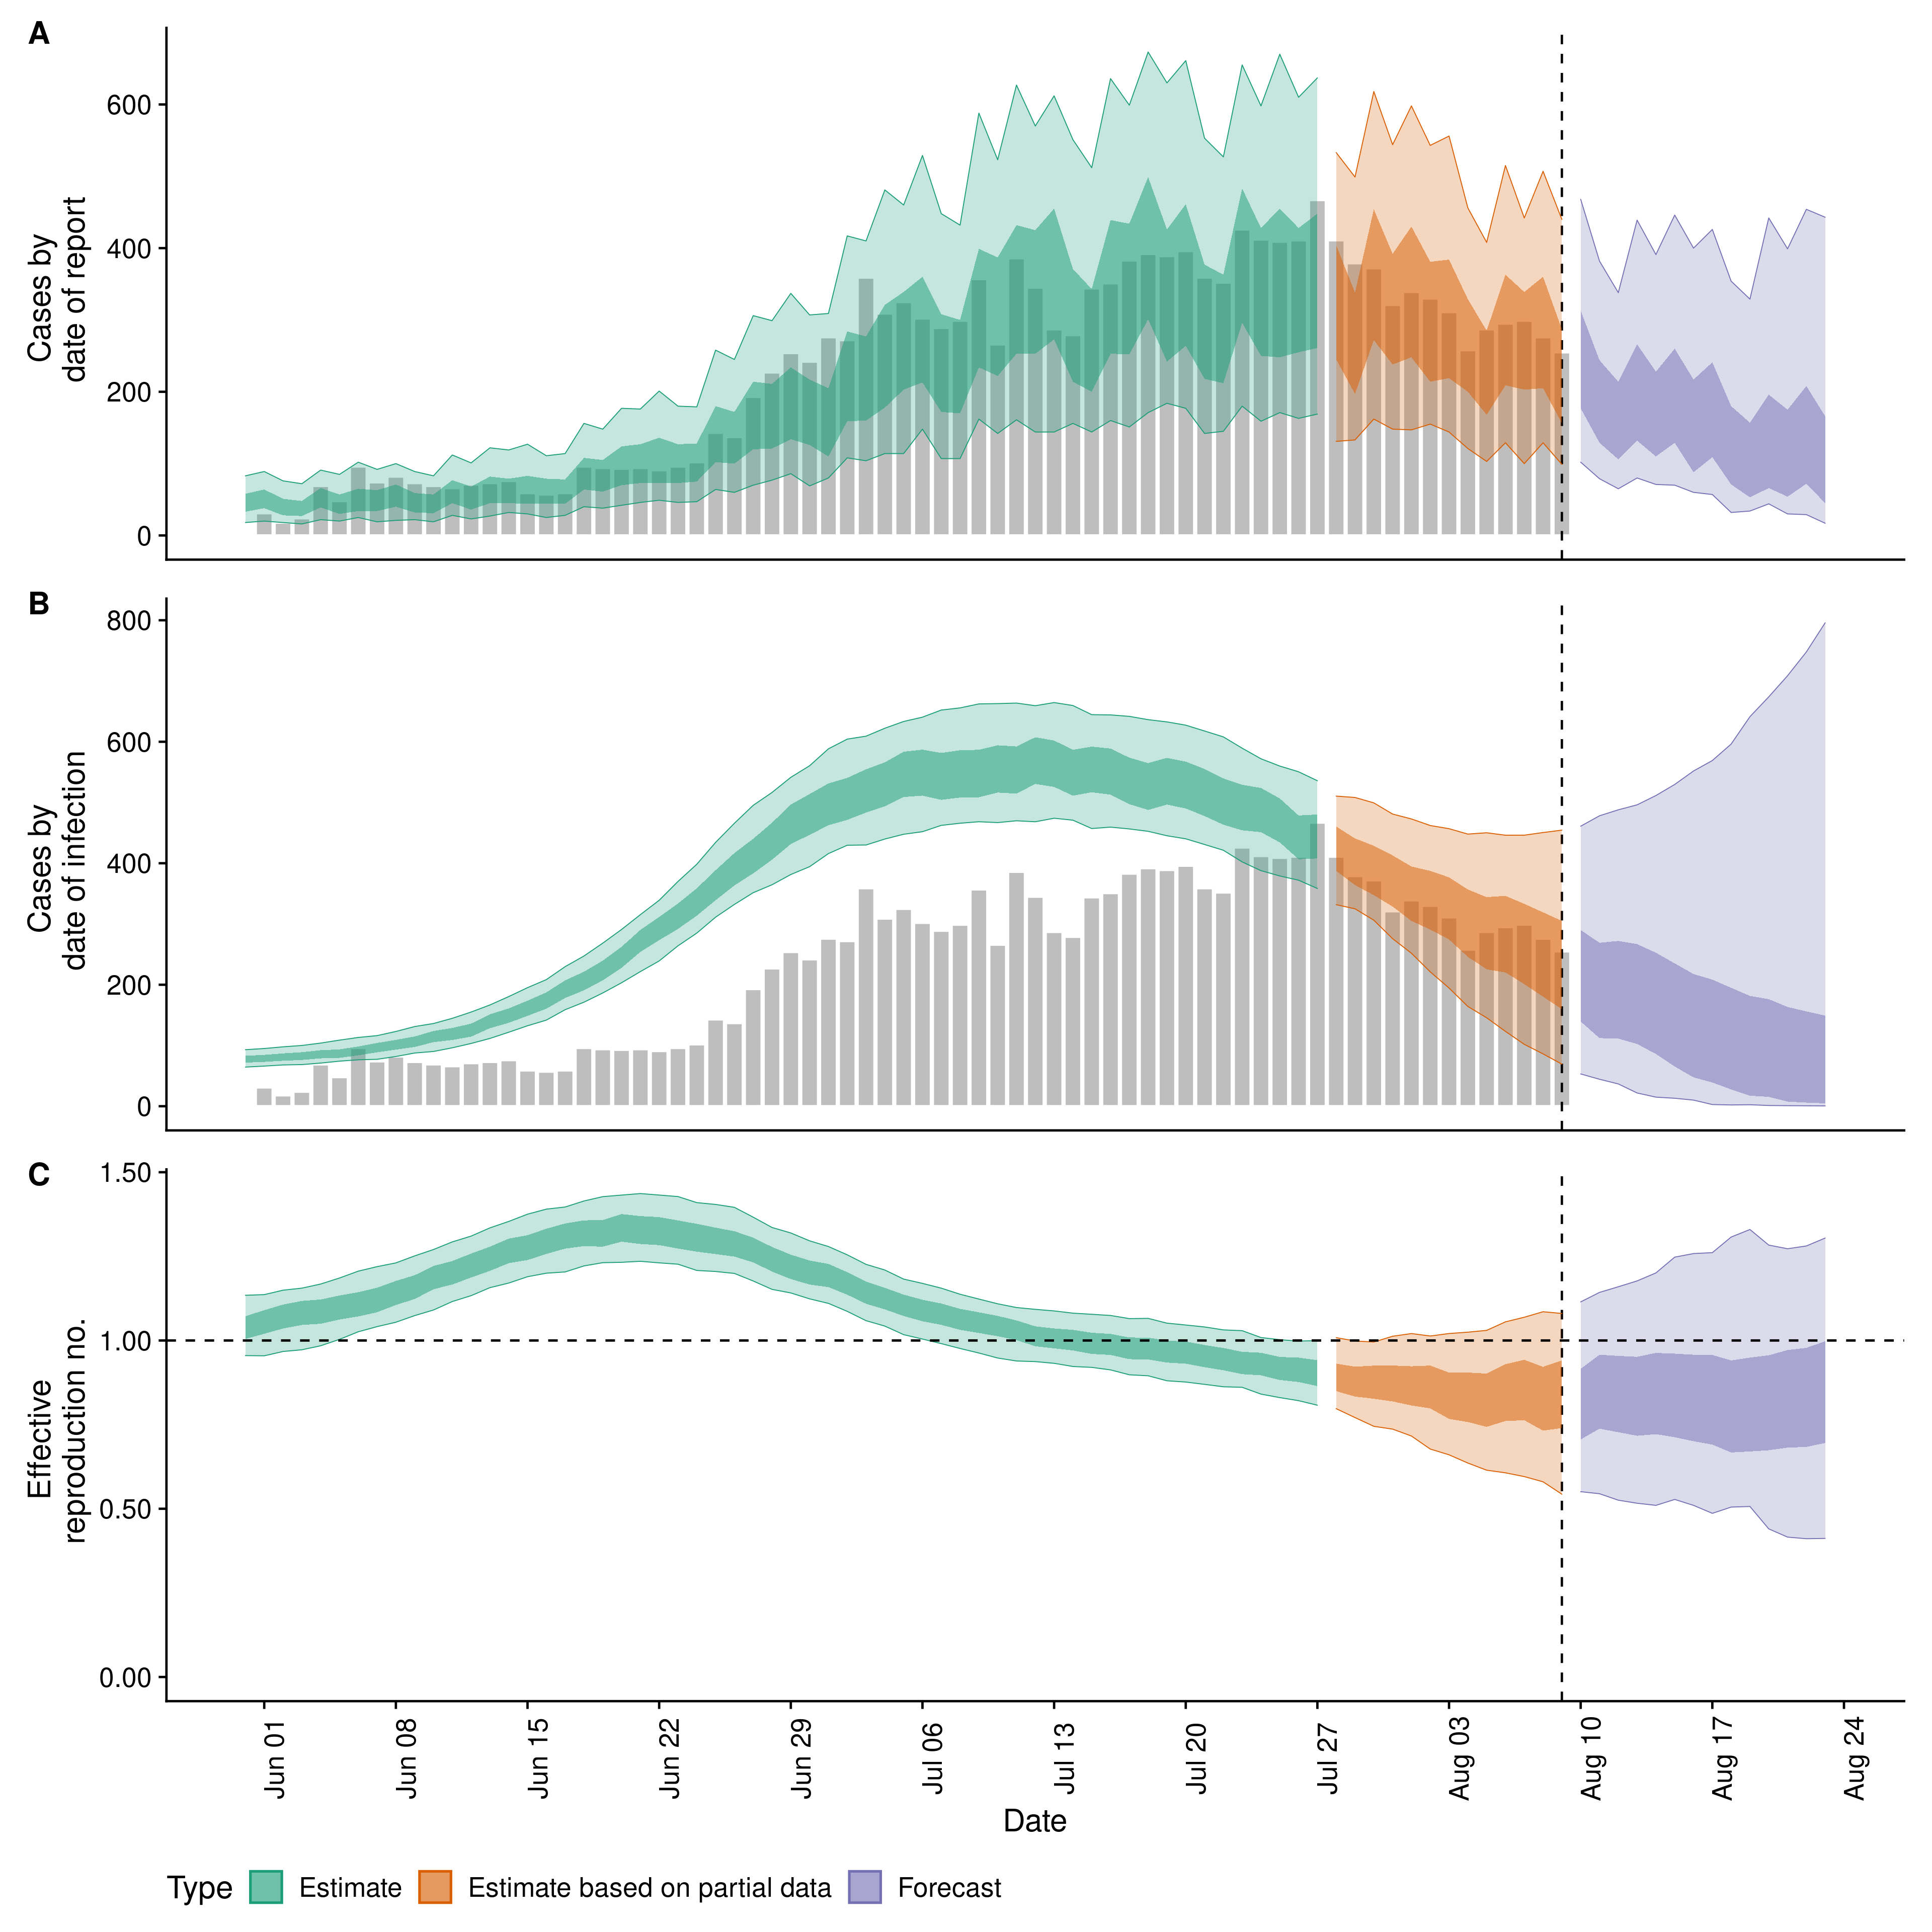 A
Cases by
date of report
600
400
200
0
B
Cases by
date of infection
800
600
400
200
0
C
Effective
reproduction no.
1.50
1.00
0.50
0.00
Jun 01
Jun 08
Jun 15
Jun 22
Jun 29
Jul 06
Jul 13
Jul 20
Jul 27
Aug 03
Aug 10
Aug 17
Aug 24
Date
Type Estimate Estimate based on partial data Forecast